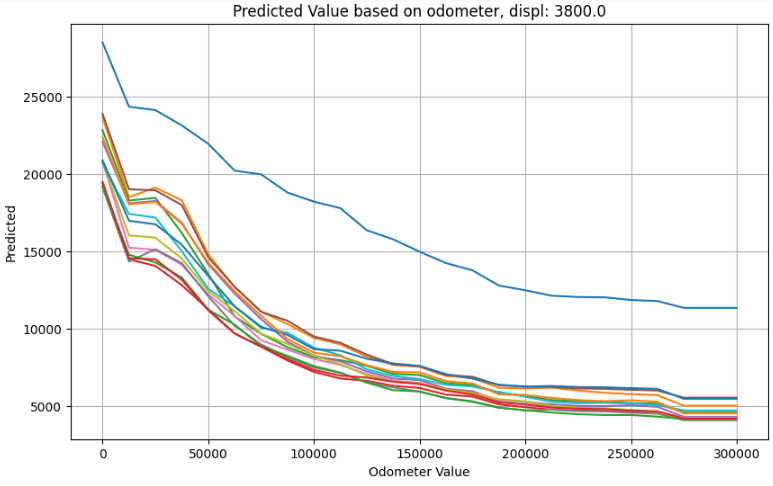 Predicted Value based on odometer, displ: 3800.0
Predicted
25000
20000
15000
10000
5000
0 50000 100000 150000 200000 250000 300000
Odometer Value